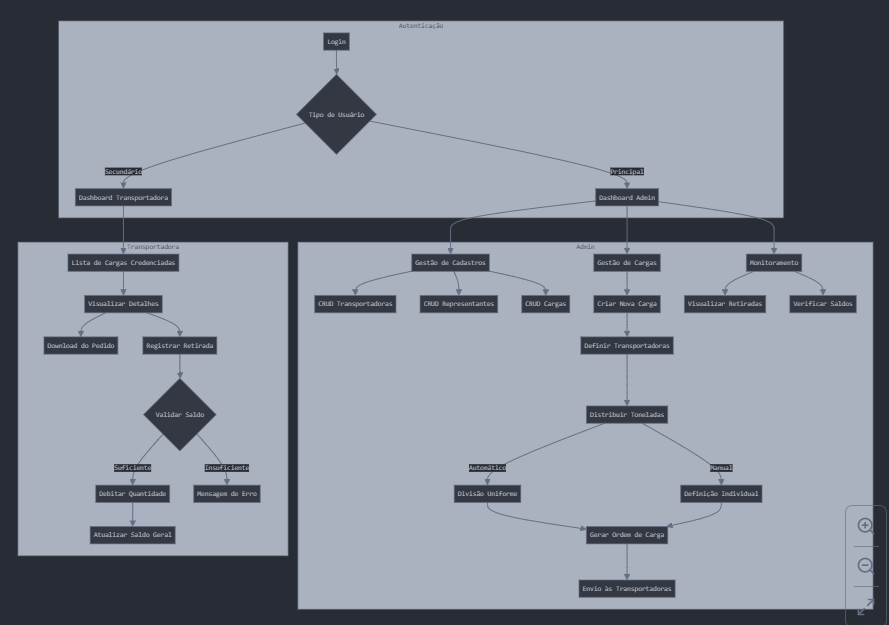 Autenticação
Login
Tipo de Usuário
Secundário
Principal
Dashboard Transportadora
Dashboard Admin
Transportadora
Lista de Cargas Credenciadas
Visualizar Detalhes
Download do Pedido
Registrar Retirada
Validar Saldo
Suficiente
Insuficiente
Debitar Quantidade
Mensagem de Erro
Atualizar Saldo Geral
Admin
Gestão de Cadastros
Gestão de Cargas
Monitoramento
CRUD Transportadoras
CRUD Representantes
CRUD Cargas
Criar Nova Carga
Visualizar Retiradas
Verificar Saldos
Definir Transportadoras
Distribuir Toneladas
Automático
Manual
Divisão Uniforme
Definição Individual
Gerar Ordem de Carga
Envio às Transportadoras